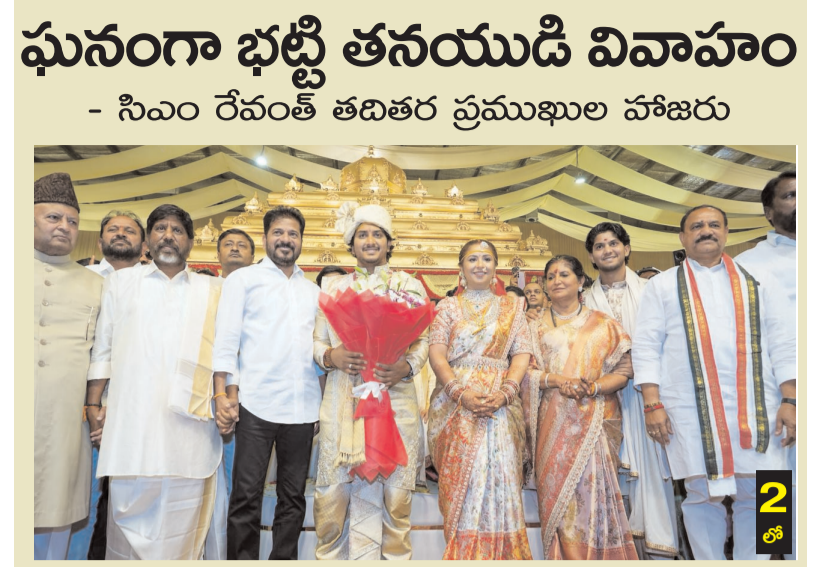 ఘనంగా భట్టి తనయుడి వివాహం
- సిఎం రేవంత్ తదితర ప్రముఖుల హాజరు
2
లో